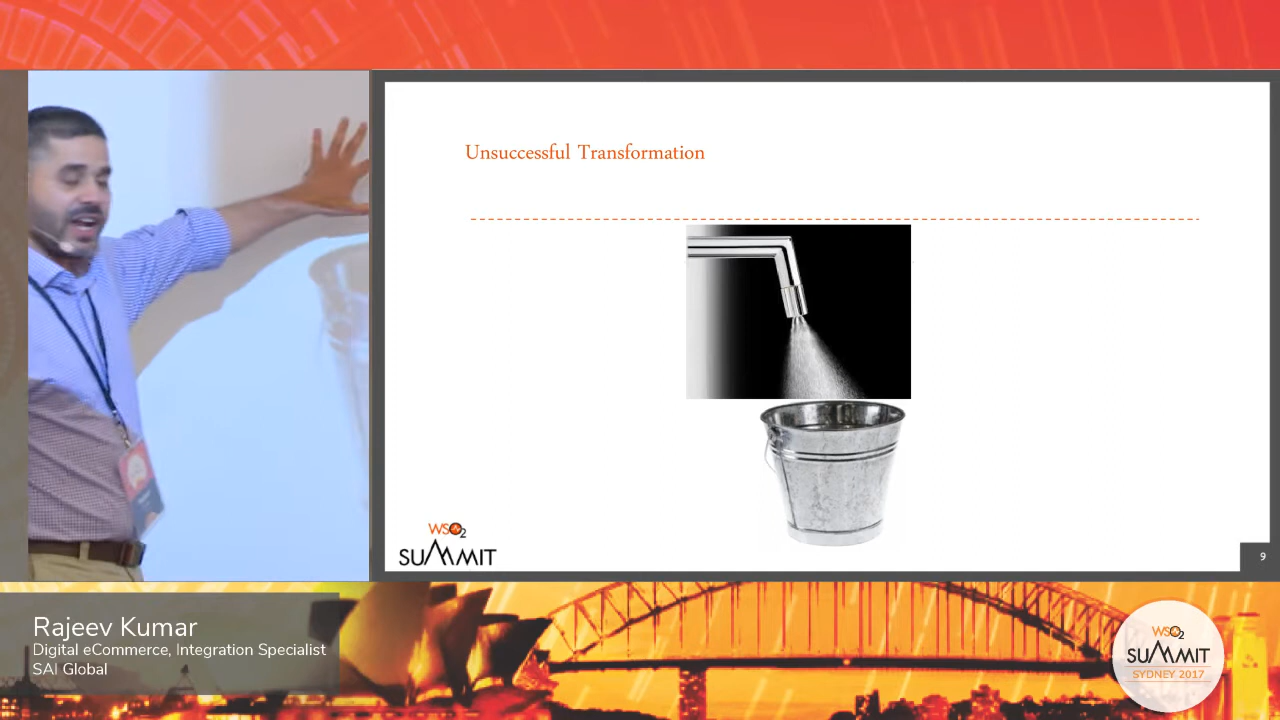 Unsuccessful Transformation
WSO2
SUMMIT
9
Rajeev Kumar
Digital eCommerce, Integration Specialist
SAI Global
WSO2
SUMMIT
SYDNEY 2017